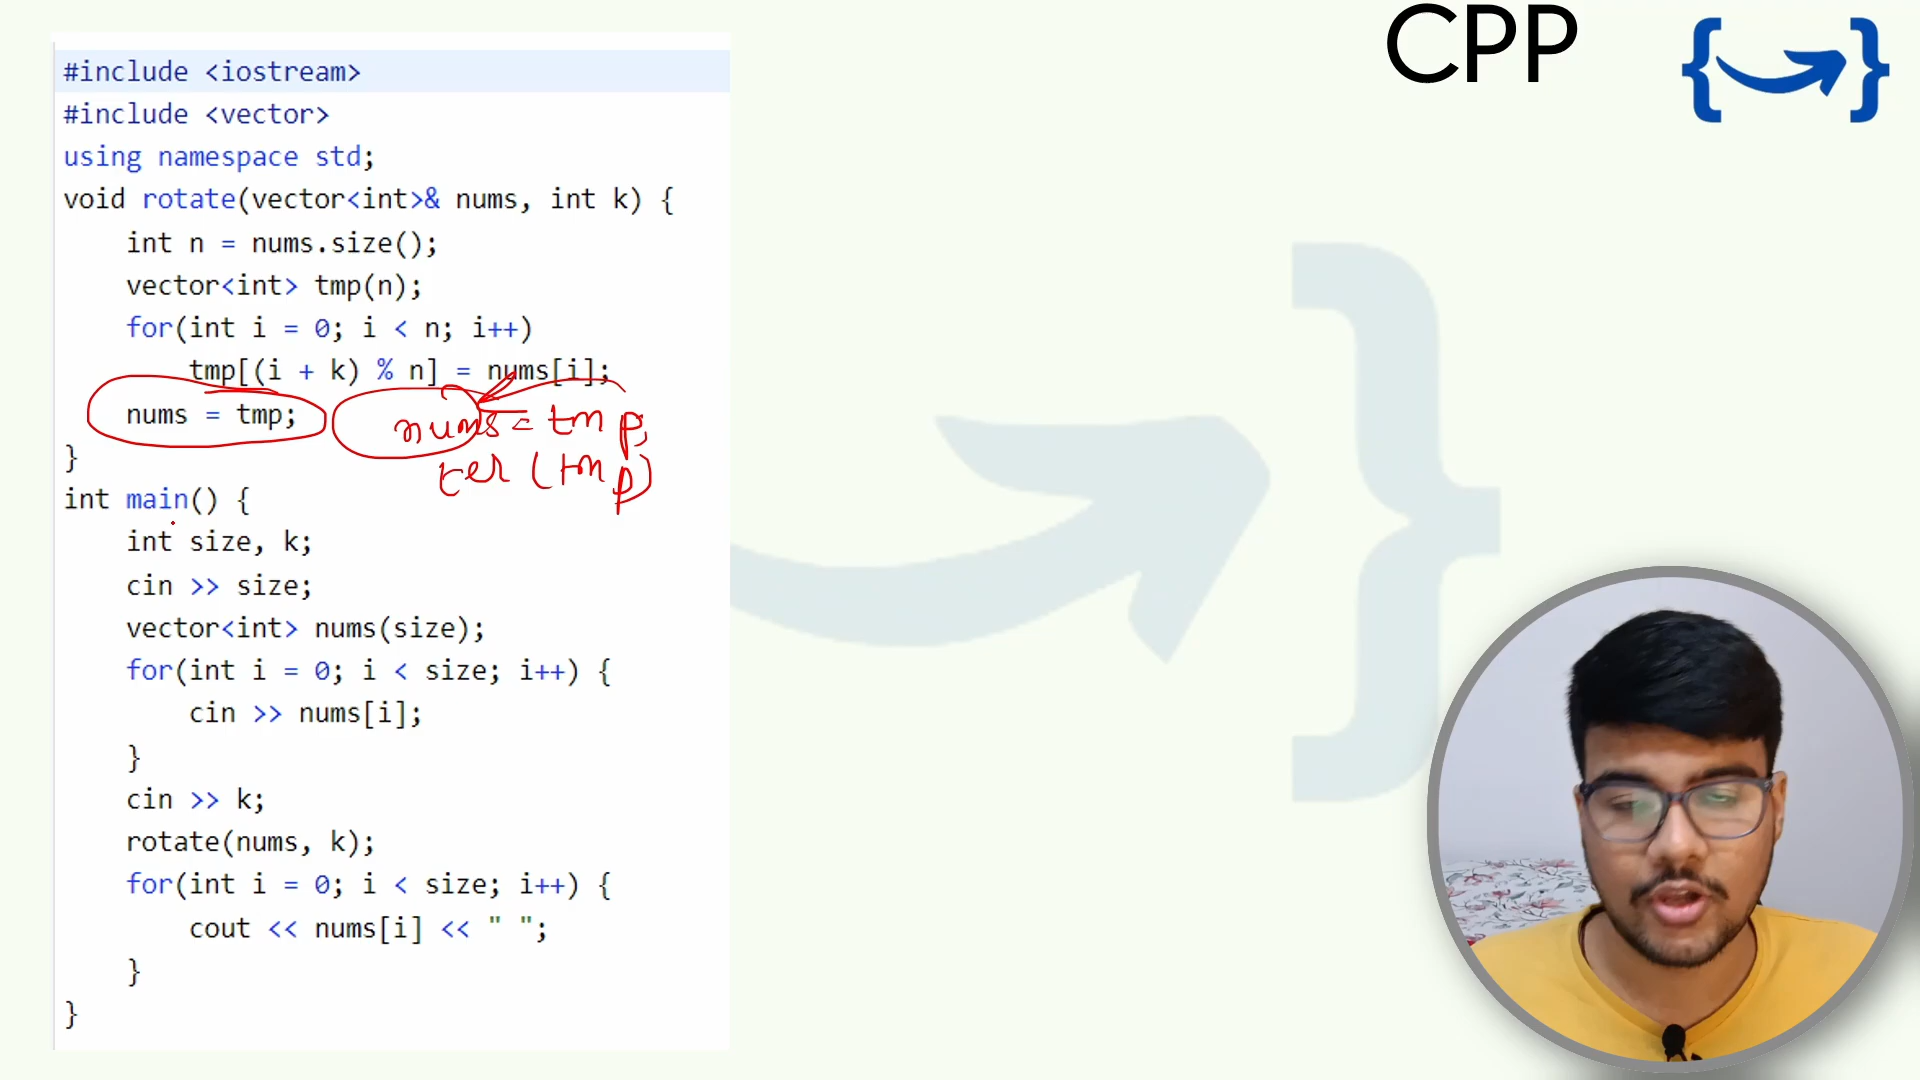 CPP
#include <iostream>
#include <vector>
using namespace std;
void rotate(vector<int>& nums, int k) {
    int n = nums.size();
    vector<int> tmp(n);
    for(int i = 0; i < n; i++)
        tmp[(i + k) % n] = nums[i];
    nums = tmp;
nums = tmp;
}
(tmp)
int main() {
    int size, k;
    cin >> size;
    vector<int> nums(size);
    for(int i = 0; i < size; i++) {
        cin >> nums[i];
    }
    cin >> k;
    rotate(nums, k);
    for(int i = 0; i < size; i++) {
        cout << nums[i] << " ";
    }
}